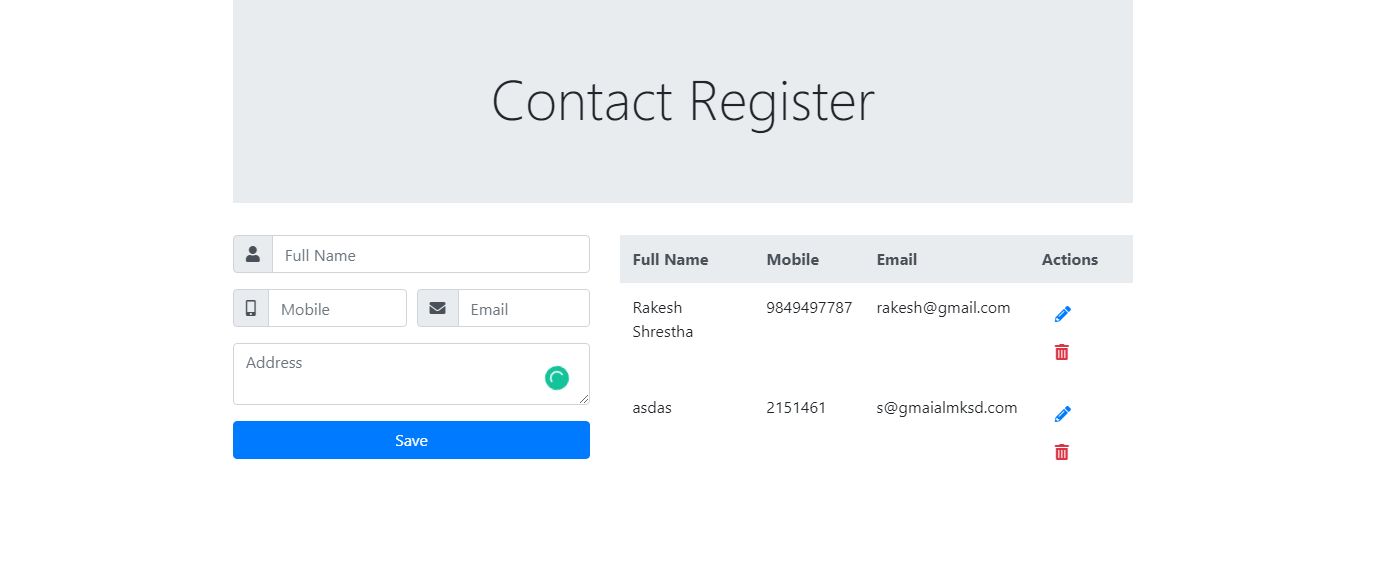 Contact Register
Full Name
Mobile
Email
Address
Save
Full Name Mobile Email Actions
Rakesh 9849497787 rakesh@gmail.com
Shrestha
asdas 2151461 s@gmaialmksd.com